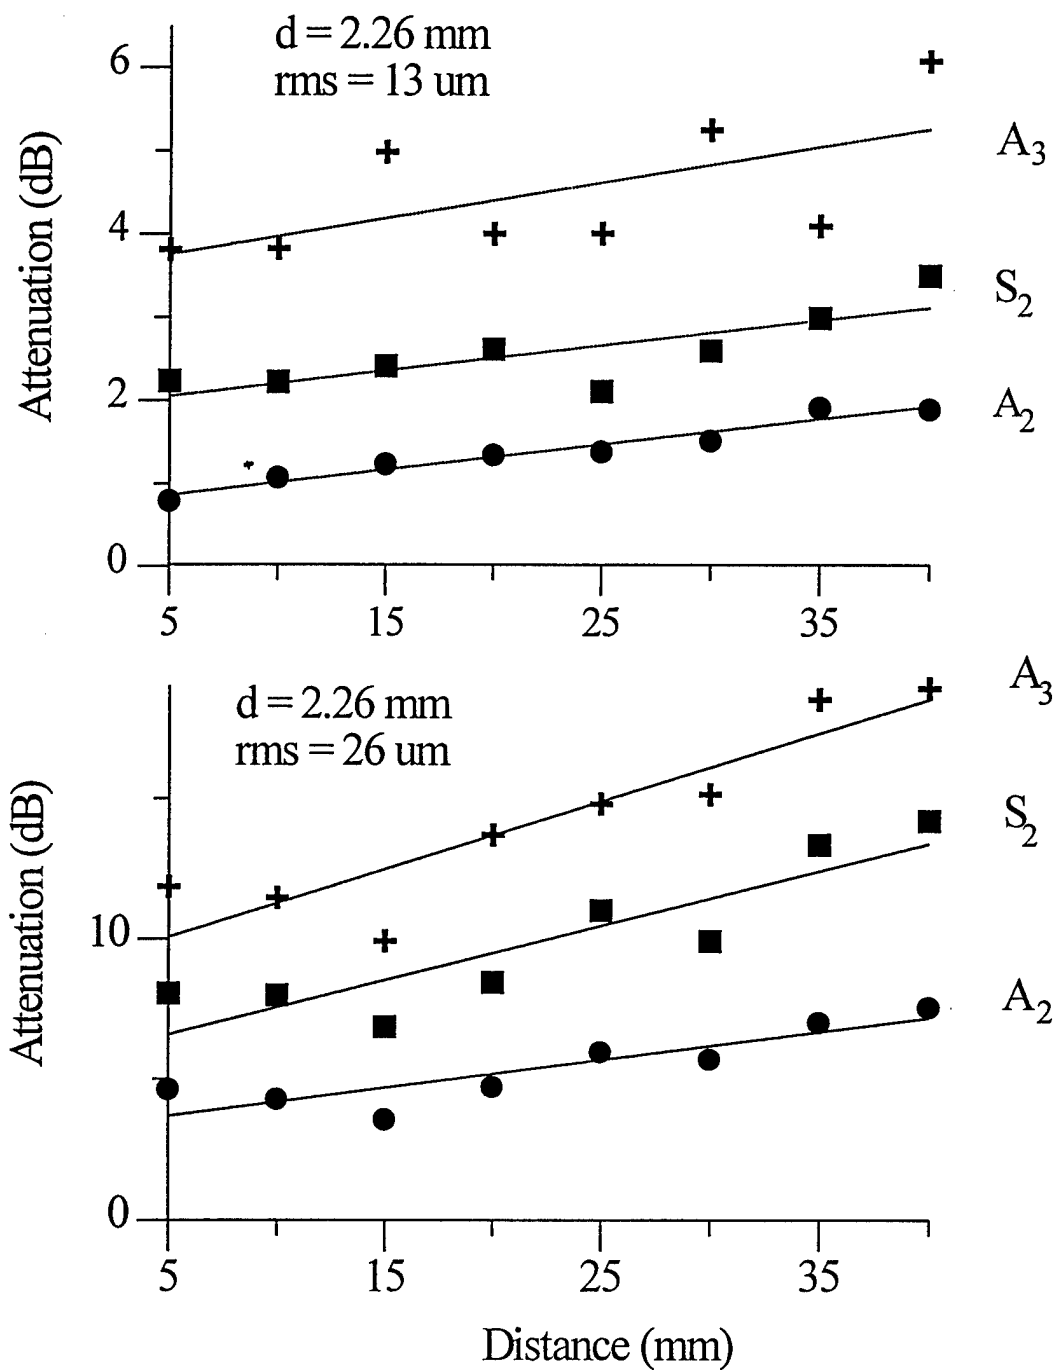 d = 2.26 mm
rms = 13 um
Attenuation (dB)
6
4
2
0
A3
S2
A2
5 15 25 35
d = 2.26 mm
rms = 26 um
Attenuation (dB)
10
0
A3
S2
A2
5 15 25 35
Distance (mm)